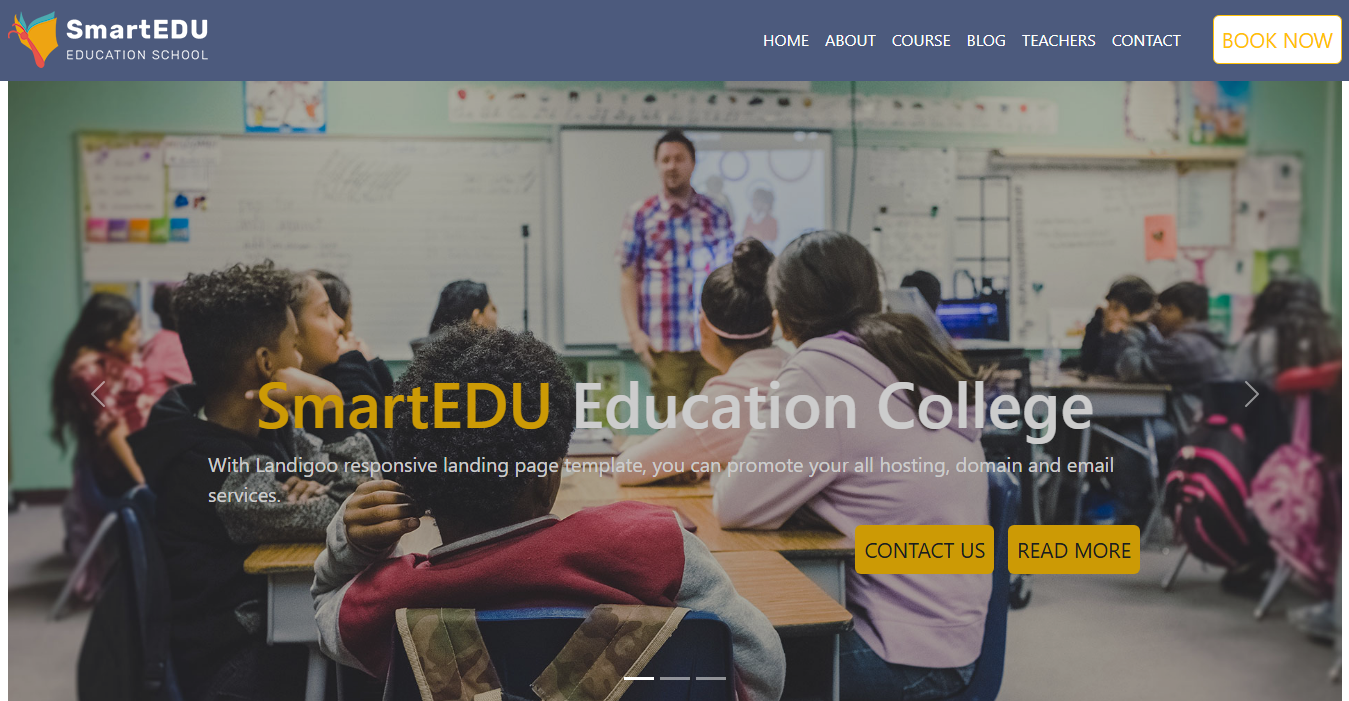 SmartEDU
EDUCATION SCHOOL
HOME ABOUT COURSE BLOG TEACHERS CONTACT BOOK NOW
SmartEDU Education College
With Landigoo responsive landing page template, you can promote your all hosting, domain and email
services.
CONTACT US READ MORE